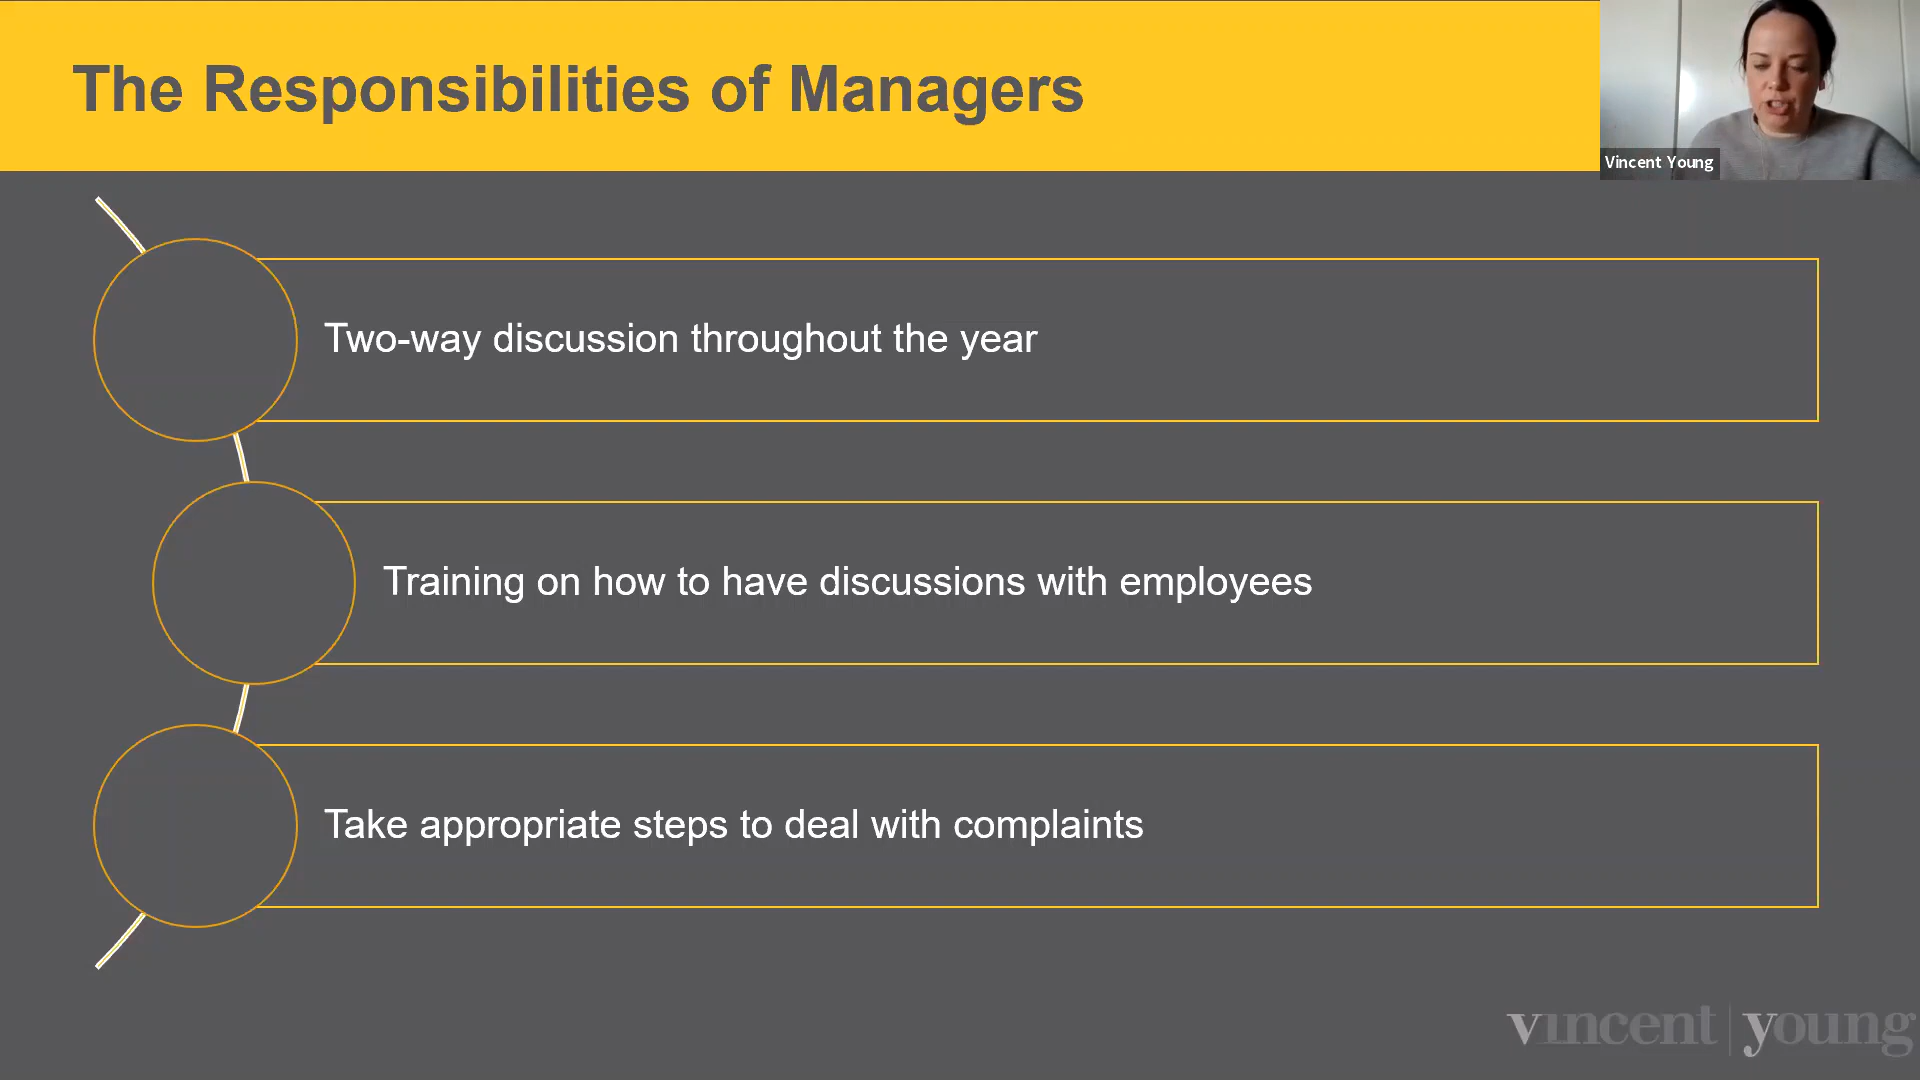 The Responsibilities of Managers
Vincent Young
Two-way discussion throughout the year
Training on how to have discussions with employees
Take appropriate steps to deal with complaints
vincent | young